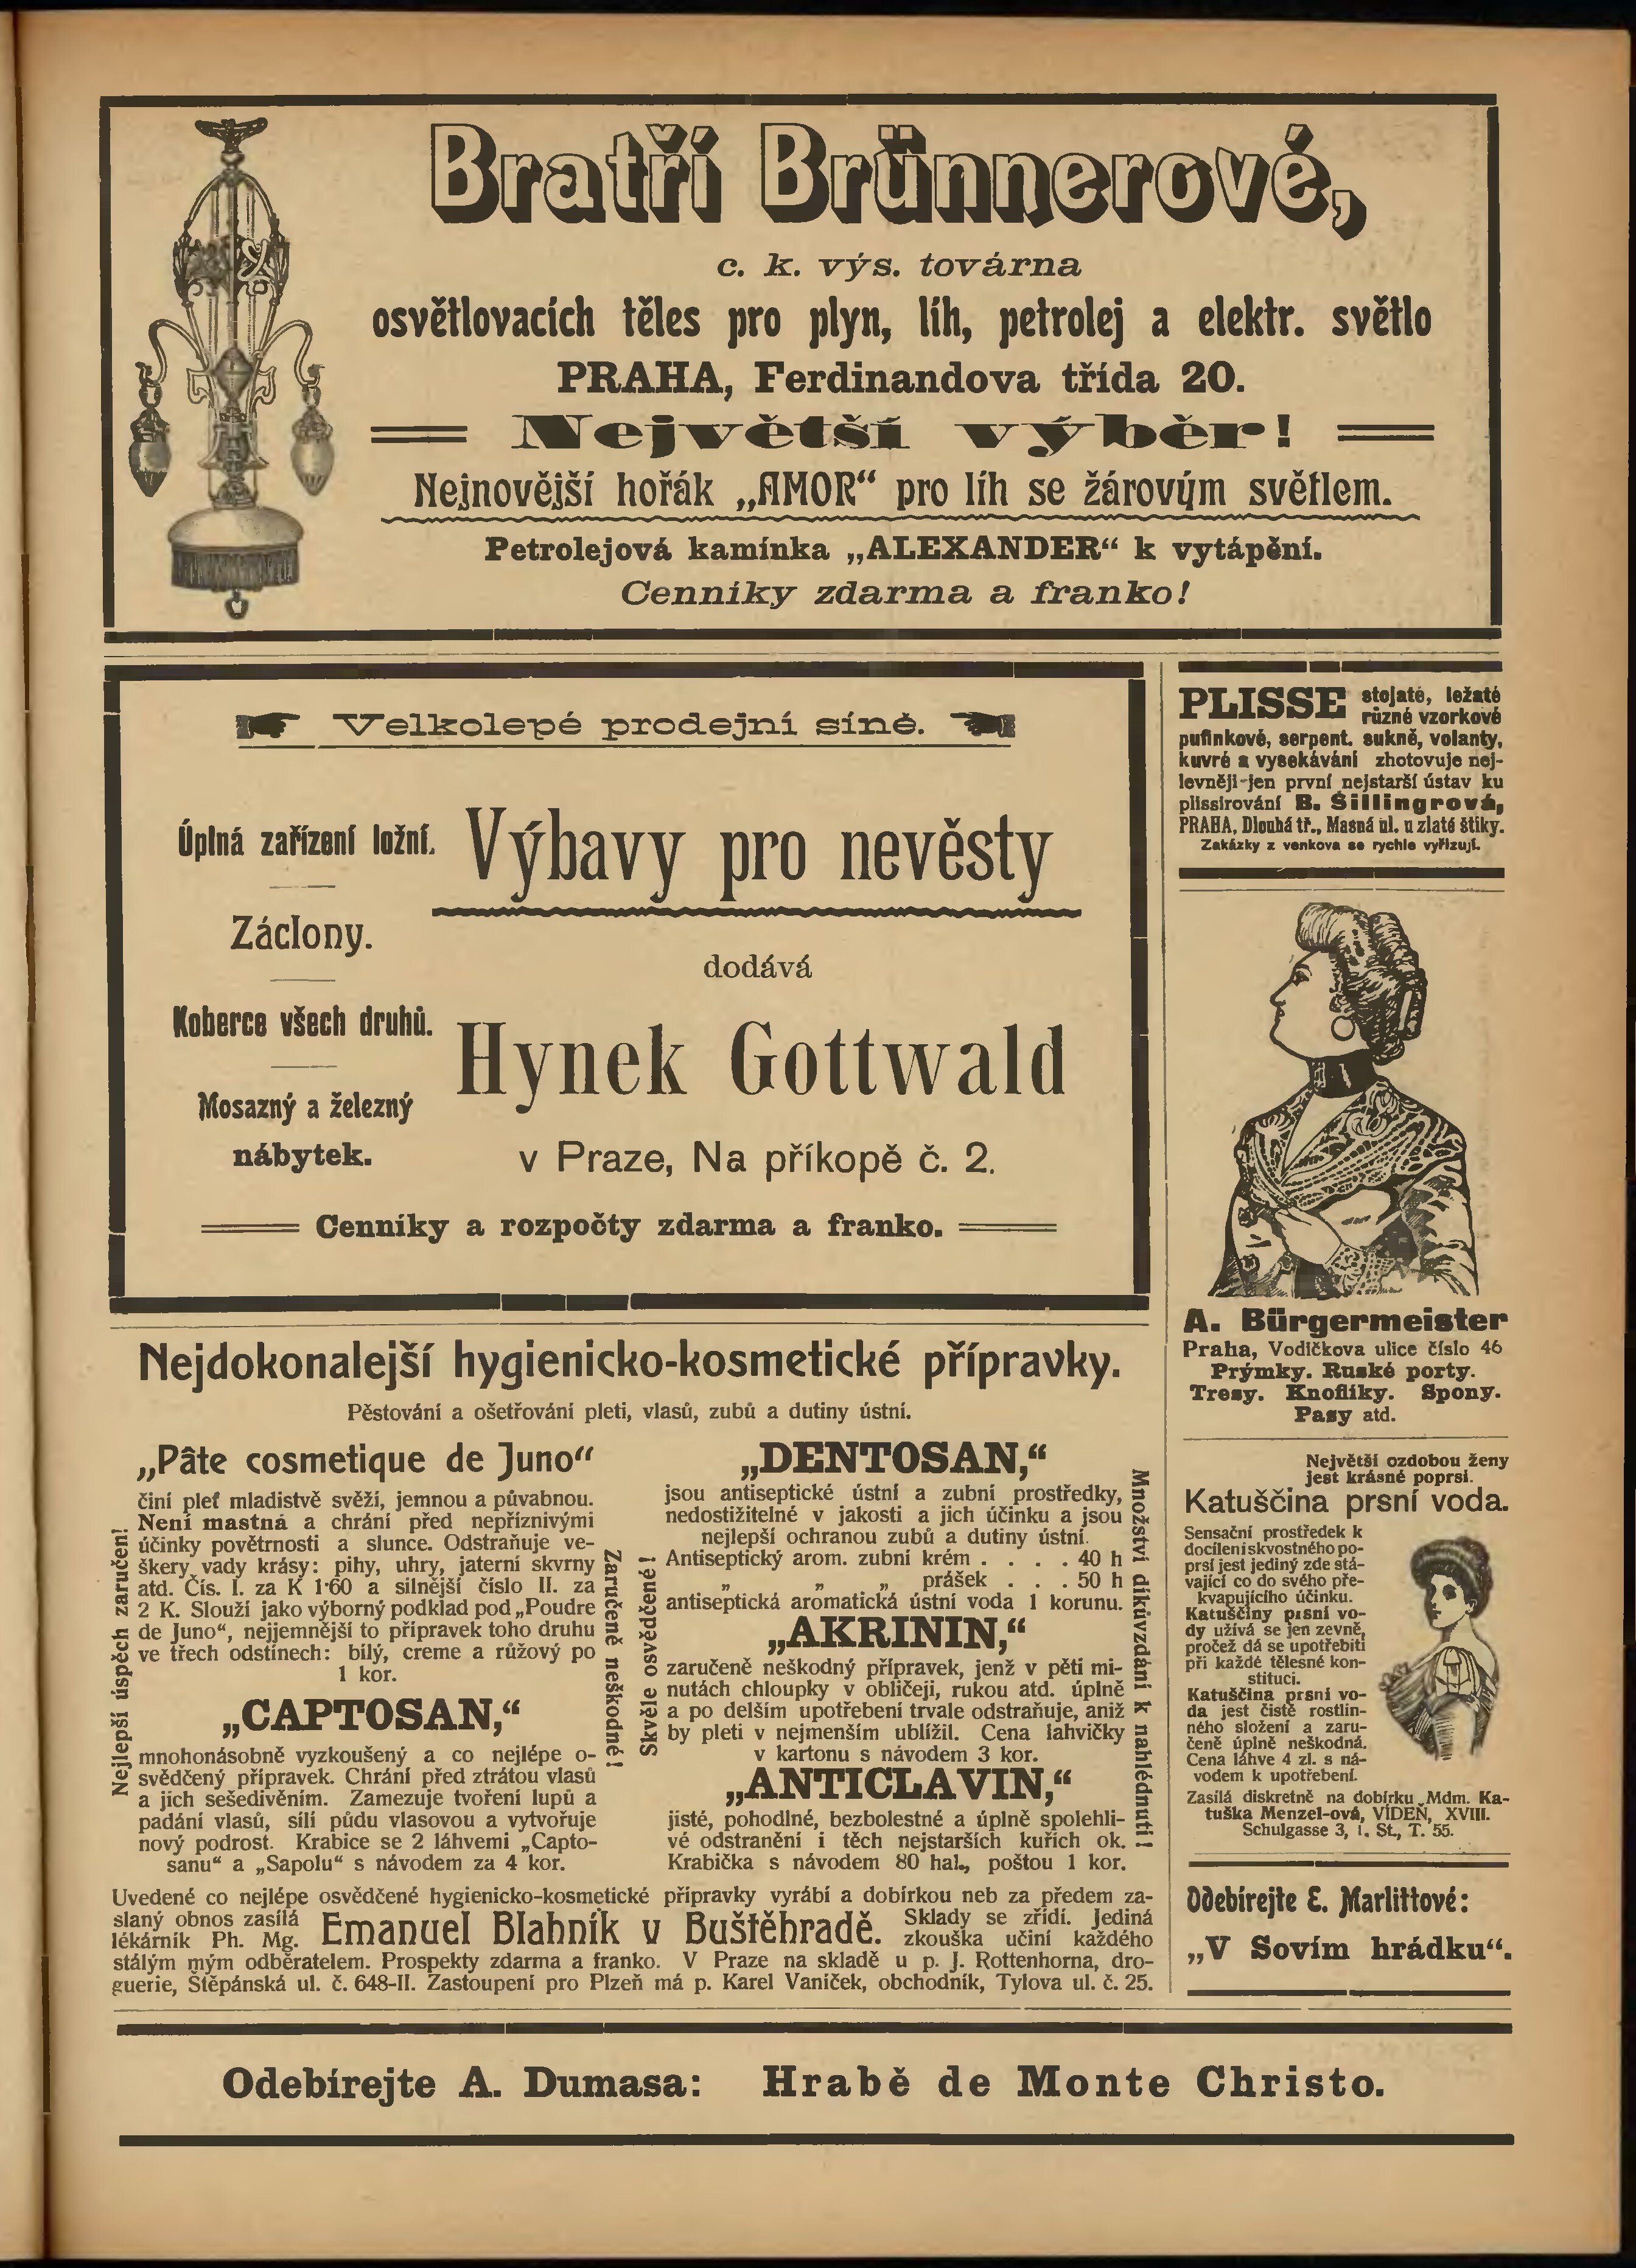 Bratří Brünnerové,
c. k. výs. továrna
osvětlovacích těles pro plyn, líh, petrolej a elektr. světlo
PRAHA, Ferdinandova třída 20.
Největší výběr!
Nejnovější hořák „AMOR“ pro líh se žárovým světlem.
Petrolejová kamínka „ALEXANDER“ k vytápění.
Cenníky zdarma a franko!
Velkolepé prodejní síně.
Úplná zařízení ložní.
Záclony.
Koberce všech druhů.
Mosazný a železný
nábytek.
Výbavy pro nevěsty
dodává
Hynek Gottwald
v Praze, Na příkopě č. 2.
Cenníky a rozpočty zdarma a franko.
PLISSE stojaté, ležaté
různé vzorkové
pufinkové, serpent. sukně, volanty,
kuvré a vysekávání zhotovuje nej-
levněji jen první nejstarší ústav ku
plissirování B. Šillingrová,
PRAHA, Dlouhá tř., Masná ul. u zlaté štiky.
Zakázky z venkova se rychle vyřizují.
A. Bürgermeister
Praha, Vodičkova ulice číslo 46
Prýmky. Ruské porty.
Tresy. Knoflíky. Spony.
Pasy atd.
Největší ozdobou ženy
jest krásné poprsí.
Katuščina prsní voda.
Sensační prostředek k
docílení skvostného po-
prsí jest jediný zde stá-
vající co do svého pře-
kvapujícího účinku.
Katuščiny prsní vo-
dy užívá se jen zevně,
pročež dá se upotřebiti
při každé tělesné kon-
stituci.
Katuščina prsní vo-
da jest čistě rostlin-
ného složení a zaru-
čeně úplně neškodná.
Cena láhve 4 zl. s ná-
vodem k upotřebení.
Zasílá diskretně na dobírku Mdm. Ka-
tuška Menzel-ová, VÍDEŇ, XVIII.
Schulgasse 3, I. St., T. 55.
Odebírejte E. Marlittové:
„V Sovím hrádku“.
Nejdokonalejší hygienicko-kosmetické přípravky.
Pěstování a ošetřování pleti, vlasů, zubů a dutiny ústní.
Nejlepší úspěch zaručen!
„Pâte cosmetique de Juno“
činí pleť mladistvě svěží, jemnou a půvabnou.
Není mastná a chrání před nepříznivými
účinky povětrnosti a slunce. Odstraňuje ve-
škery vady krásy: pihy, uhry, jaterní skvrny
atd. Čís. I. za K 1·60 a silnější číslo II. za
2 K. Slouží jako výborný podklad pod „Poudre
de Juno“, nejjemnější to přípravek toho druhu
ve třech odstínech: bílý, creme a růžový po
1 kor.
„CAPTOSAN,“
mnohonásobně vyzkoušený a co nejlépe o-
svědčený přípravek. Chrání před ztrátou vlasů
a jich sešedivěním. Zamezuje tvoření lupů a
padání vlasů, sílí půdu vlasovou a vytvořuje
nový podrost. Krabice se 2 láhvemi „Capto-
sanu“ a „Sapolu“ s návodem za 4 kor.
Zaručeně neškodné!
Skvěle osvědčené!
„DENTOSAN,“
jsou antiseptické ústní a zubní prostředky,
nedostižitelné v jakosti a jich účinku a jsou
nejlepší ochranou zubů a dutiny ústní.
Antiseptický arom. zubní krém . . . . 40 h
„ „ „ prášek . . . 50 h
antiseptická aromatická ústní voda 1 korunu.
„AKRININ,“
zaručeně neškodný přípravek, jenž v pěti mi-
nutách chloupky v obličeji, rukou atd. úplně
a po delším upotřebení trvale odstraňuje, aniž
by pleti v nejmenším ublížil. Cena lahvičky
v kartonu s návodem 3 kor.
„ANTICLAVIN,“
jisté, pohodlné, bezbolestné a úplně spolehli-
vé odstranění i těch nejstarších kuřích ok.
Krabička s návodem 80 hal., poštou 1 kor.
Množství díkůvzdání k nahlédnutí!
Uvedené co nejlépe osvědčené hygienicko-kosmetické přípravky vyrábí a dobírkou neb za předem za-
slaný obnos zasílá
lékárník Ph. Mg. Emanuel Blahník v Buštěhradě. Sklady se zřídí. Jediná
zkouška učiní každého
stálým mým odběratelem. Prospekty zdarma a franko. V Praze na skladě u p. J. Rottenhorna, dro-
guerie, Štěpánská ul. č. 648-II. Zastoupení pro Plzeň má p. Karel Vaníček, obchodník, Tylova ul. č. 25.
Odebírejte A. Dumasa: Hrabě de Monte Christo.